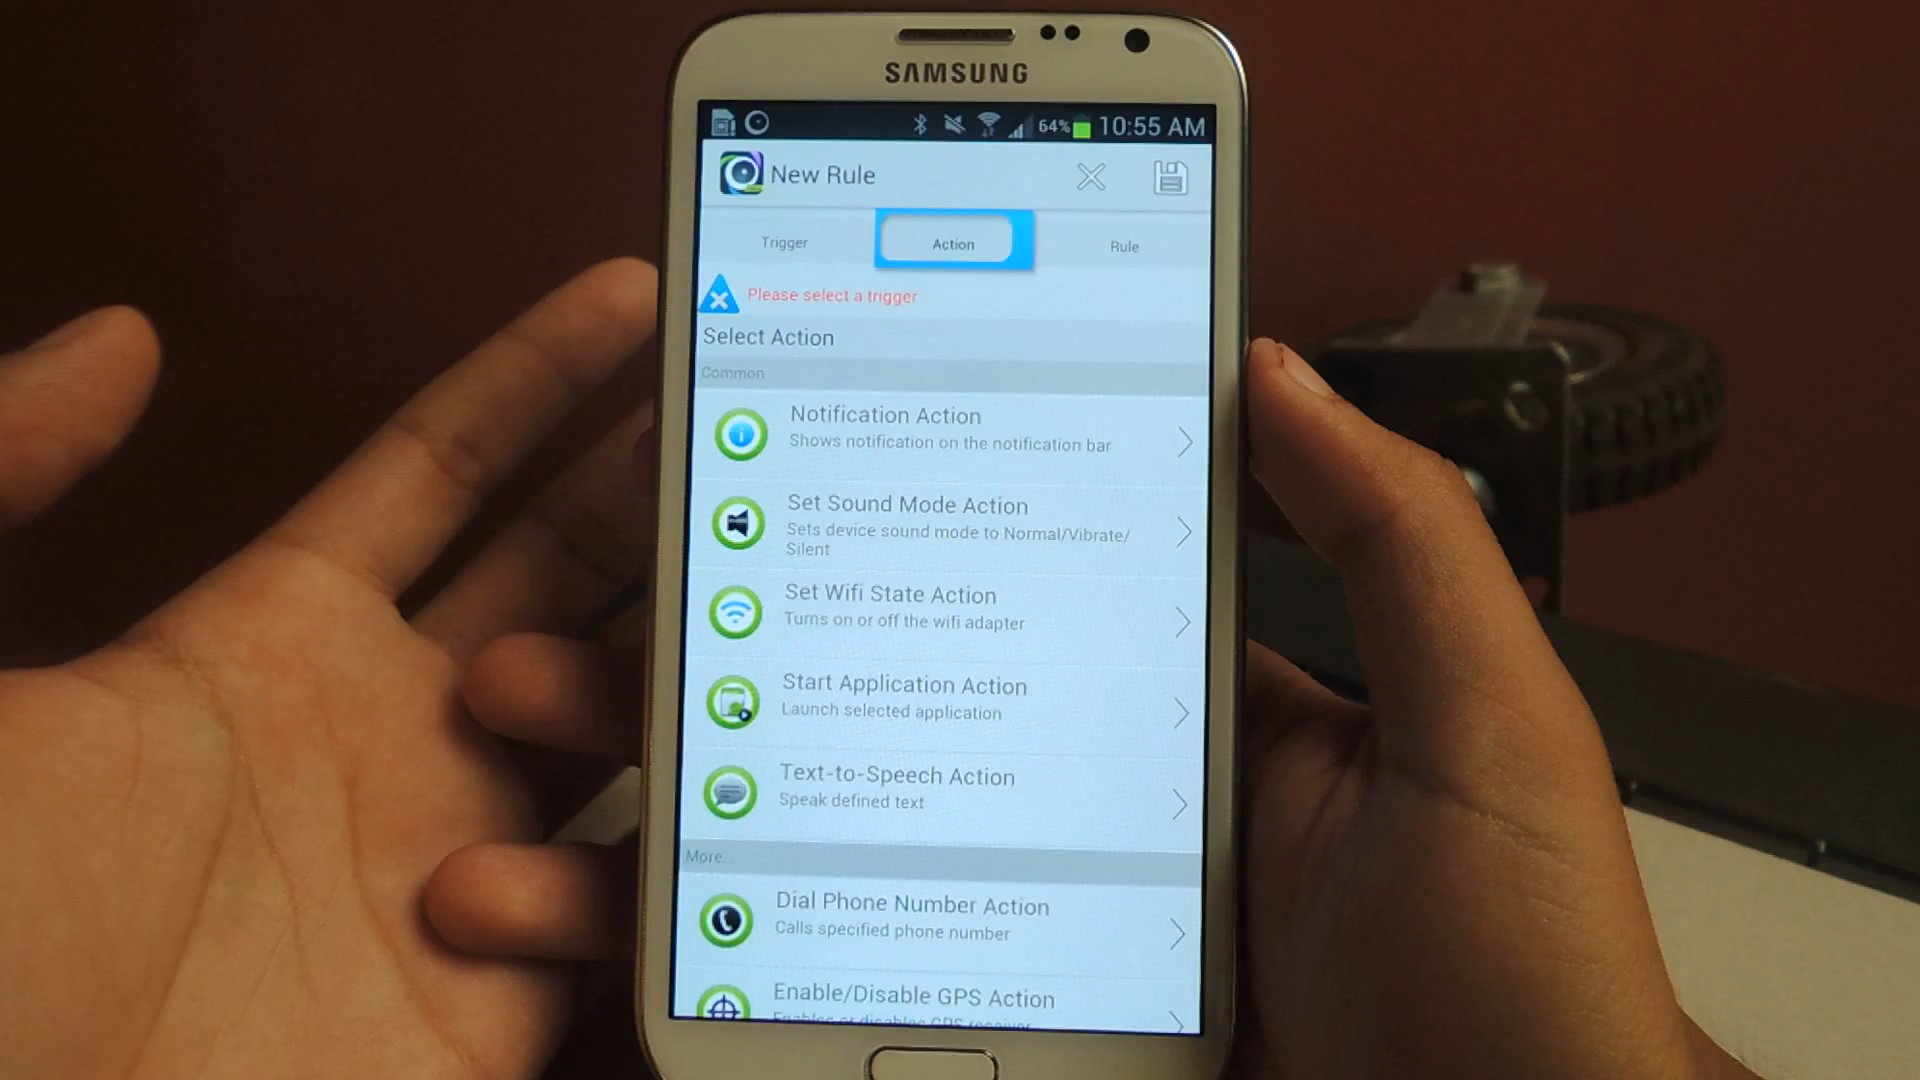 SAMSUNG
64% 10:55 AM
New Rule
Trigger Action Rule
Please select a trigger
Select Action
Common
Notification Action
Shows notification on the notification bar
Set Sound Mode Action
Sets device sound mode to Normal/Vibrate/
Silent
Set Wifi State Action
Turns on or off the wifi adapter
Start Application Action
Launch selected application
Text-to-Speech Action
Speak defined text
More...
Dial Phone Number Action
Calls specified phone number
Enable/Disable GPS Action
Enables or disables GPS receiver